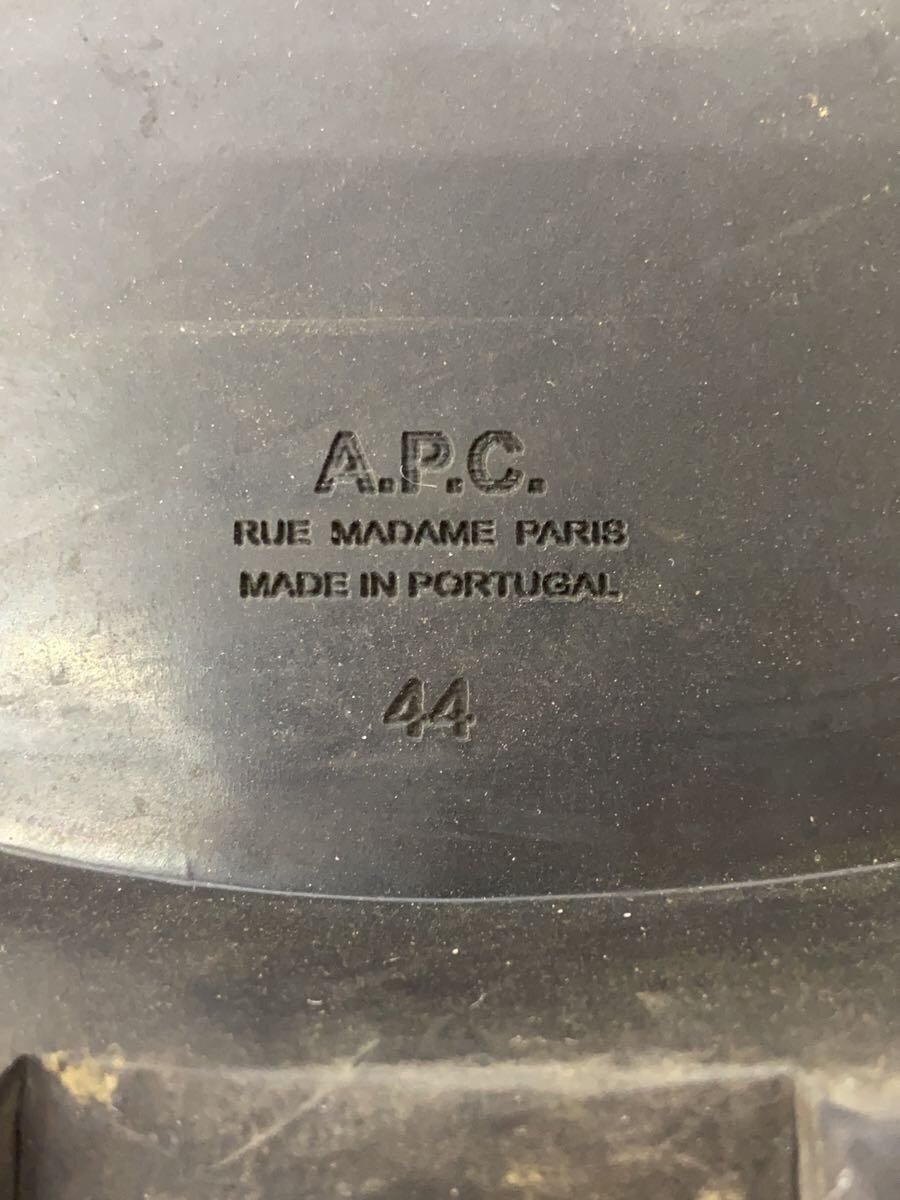 A.P.C.
RUE MADAME PARIS
MADE IN PORTUGAL
44